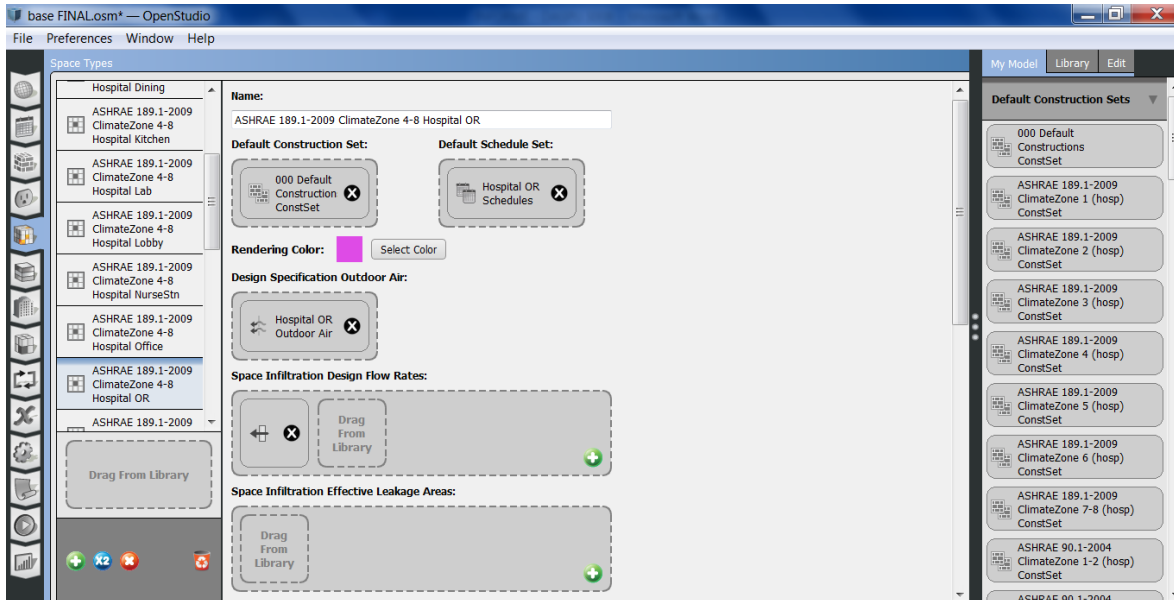 base FINAL.osm* — OpenStudio
File Preferences Window Help
Space Types
Hospital Dining
ASHRAE 189.1-2009
ClimateZone 4-8
Hospital Kitchen
ASHRAE 189.1-2009
ClimateZone 4-8
Hospital Lab
ASHRAE 189.1-2009
ClimateZone 4-8
Hospital Lobby
ASHRAE 189.1-2009
ClimateZone 4-8
Hospital NurseStn
ASHRAE 189.1-2009
ClimateZone 4-8
Hospital Office
ASHRAE 189.1-2009
ClimateZone 4-8
Hospital OR
ASHRAE 189.1-2009
Drag From Library
X2
Name:
ASHRAE 189.1-2009 ClimateZone 4-8 Hospital OR
Default Construction Set: Default Schedule Set:
000 Default
Construction
ConstSet
Hospital OR
Schedules
Rendering Color: Select Color
Design Specification Outdoor Air:
Hospital OR
Outdoor Air
Space Infiltration Design Flow Rates:
Drag
From
Library
Space Infiltration Effective Leakage Areas:
Drag
From
Library
My Model Library Edit
Default Construction Sets
000 Default
Constructions
ConstSet
ASHRAE 189.1-2009
ClimateZone 1 (hosp)
ConstSet
ASHRAE 189.1-2009
ClimateZone 2 (hosp)
ConstSet
ASHRAE 189.1-2009
ClimateZone 3 (hosp)
ConstSet
ASHRAE 189.1-2009
ClimateZone 4 (hosp)
ConstSet
ASHRAE 189.1-2009
ClimateZone 5 (hosp)
ConstSet
ASHRAE 189.1-2009
ClimateZone 6 (hosp)
ConstSet
ASHRAE 189.1-2009
ClimateZone 7-8 (hosp)
ConstSet
ASHRAE 90.1-2004
ClimateZone 1-2 (hosp)
ConstSet
ASHRAE 90.1-2004